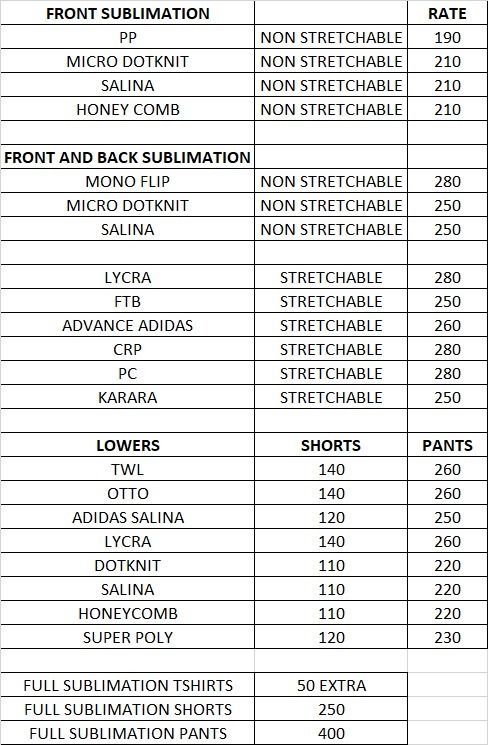 FRONT SUBLIMATION RATE
PP NON STRETCHABLE 190
MICRO DOTKNIT NON STRETCHABLE 210
SALINA NON STRETCHABLE 210
HONEY COMB NON STRETCHABLE 210
FRONT AND BACK SUBLIMATION
MONO FLIP NON STRETCHABLE 280
MICRO DOTKNIT NON STRETCHABLE 250
SALINA NON STRETCHABLE 250
LYCRA STRETCHABLE 280
FTB STRETCHABLE 250
ADVANCE ADIDAS STRETCHABLE 260
CRP STRETCHABLE 280
PC STRETCHABLE 280
KARARA STRETCHABLE 250
LOWERS SHORTS PANTS
TWL 140 260
OTTO 140 260
ADIDAS SALINA 120 250
LYCRA 140 260
DOTKNIT 110 220
SALINA 110 220
HONEYCOMB 110 220
SUPER POLY 120 230
FULL SUBLIMATION TSHIRTS 50 EXTRA
FULL SUBLIMATION SHORTS 250
FULL SUBLIMATION PANTS 400